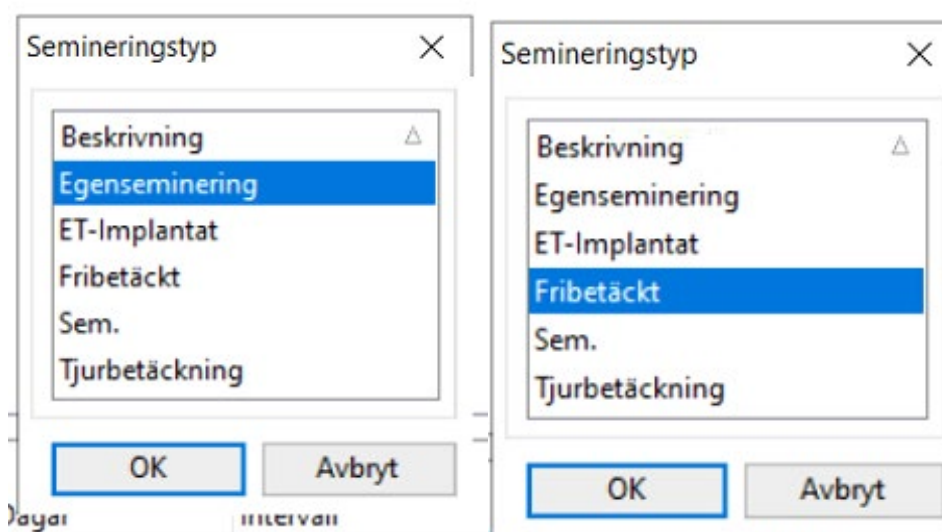 Semineringstyp
Beskrivning
Egenseminering
ET-Implantat
Fribetäckt
Sem.
Tjurbetäckning
OK Avbryt
Semineringstyp
Beskrivning
Egenseminering
ET-Implantat
Fribetäckt
Sem.
Tjurbetäckning
OK Avbryt